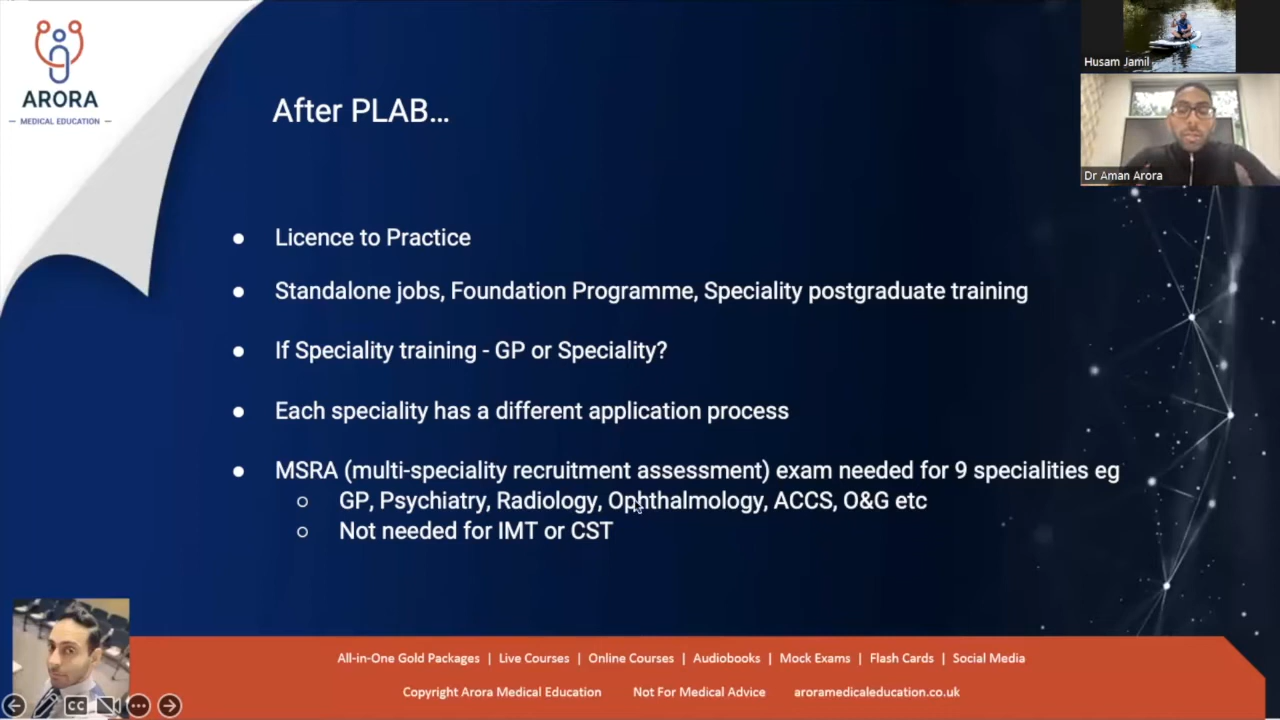 ARORA
MEDICAL EDUCATION
After PLAB...
Husam Jamil
Dr Aman Arora
Licence to Practice
Standalone jobs, Foundation Programme, Speciality postgraduate training
If Speciality training - GP or Speciality?
Each speciality has a different application process
MSRA (multi-speciality recruitment assessment) exam needed for 9 specialities eg
GP, Psychiatry, Radiology, Ophthalmology, ACCS, O&G etc
Not needed for IMT or CST
All-in-One Gold Packages | Live Courses | Online Courses | Audiobooks | Mock Exams | Flash Cards | Social Media
Copyright Arora Medical Education Not For Medical Advice aroramedicaleducation.co.uk
CC